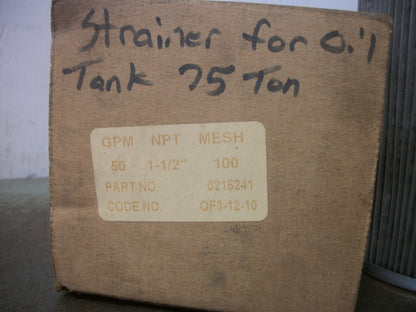 Strainer for Oil
Tank 75 Ton
GPM NPT MESH
50 1-1/2" 100
PART NO. 0215241
CODE NO. OF3-12-10